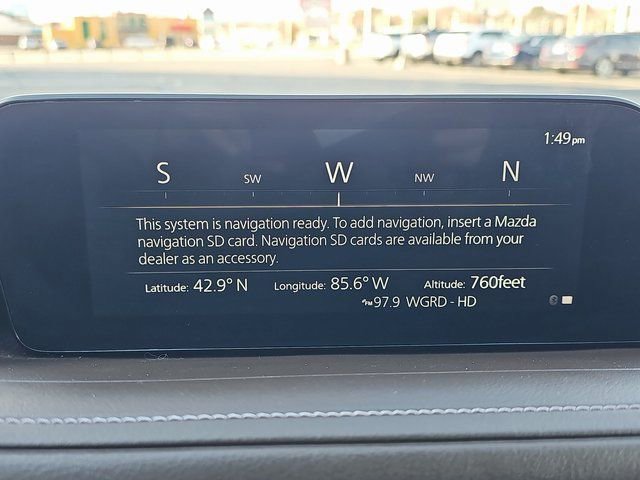 1:49pm
S SW W NW N
This system is navigation ready. To add navigation, insert a Mazda
navigation SD card. Navigation SD cards are available from your
dealer as an accessory.
Latitude: 42.9° N Longitude: 85.6° W Altitude: 760feet
FM 97.9 WGRD - HD